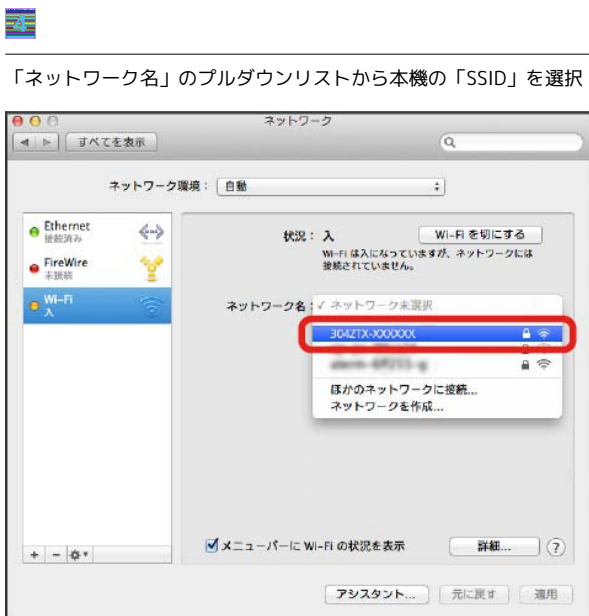 4
「ネットワーク名」のプルダウンリストから本機の「SSID」を選択
ネットワーク
すべてを表示
ネットワーク環境： 自動
Ethernet
接続済み
FireWire
未接続
Wi-Fi
入
状況： 入
Wi-Fi を切にする
Wi-Fi は入になっていますが、ネットワークには
接続されていません。
ネットワーク名： ✓ ネットワーク未選択
304ZTX-XXXXXX
ほかのネットワークに接続...
ネットワークを作成...
メニューバーに Wi-Fi の状況を表示
詳細...
?
アシスタント...
元に戻す
適用